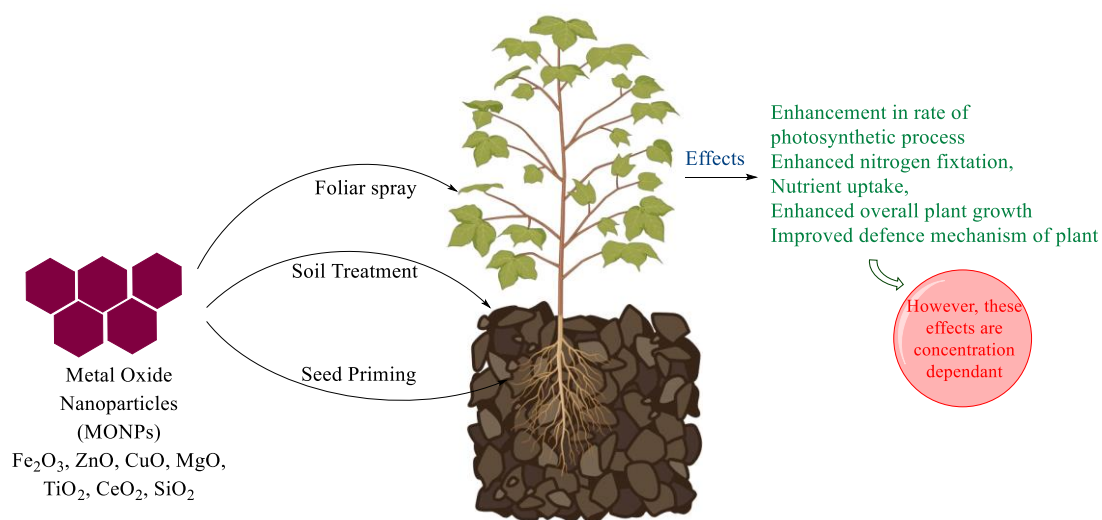 Foliar spray
Soil Treatment
Seed Priming
Metal Oxide
Nanoparticles
(MONPs)
Fe₂O₃, ZnO, CuO, MgO,
TiO₂, CeO₂, SiO₂
Effects
Enhancement in rate of
photosynthetic process
Enhanced nitrogen fixtation,
Nutrient uptake,
Enhanced overall plant growth
Improved defence mechanism of plant
However, these
effects are
concentration
dependant